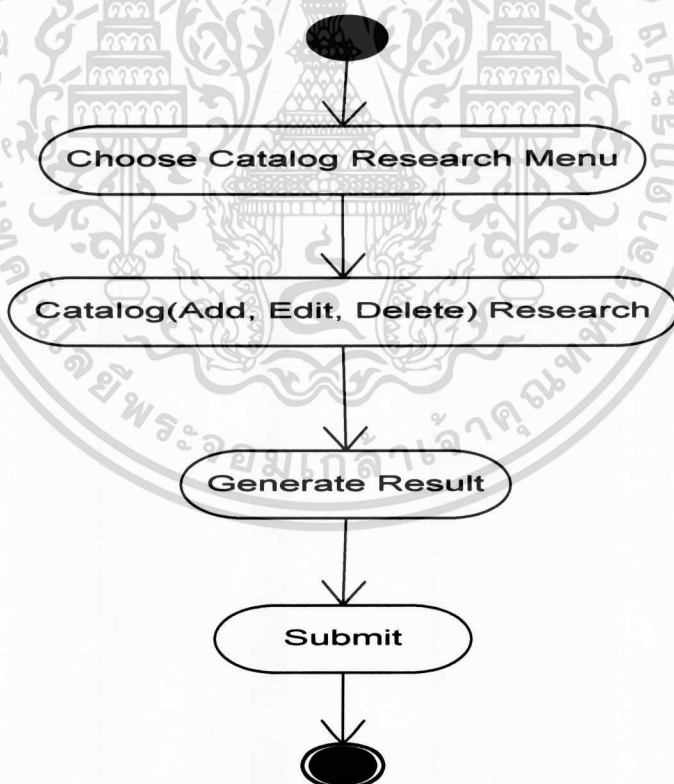 Choose Catalog Research Menu
Catalog(Add, Edit, Delete) Research
Generate Result
Submit